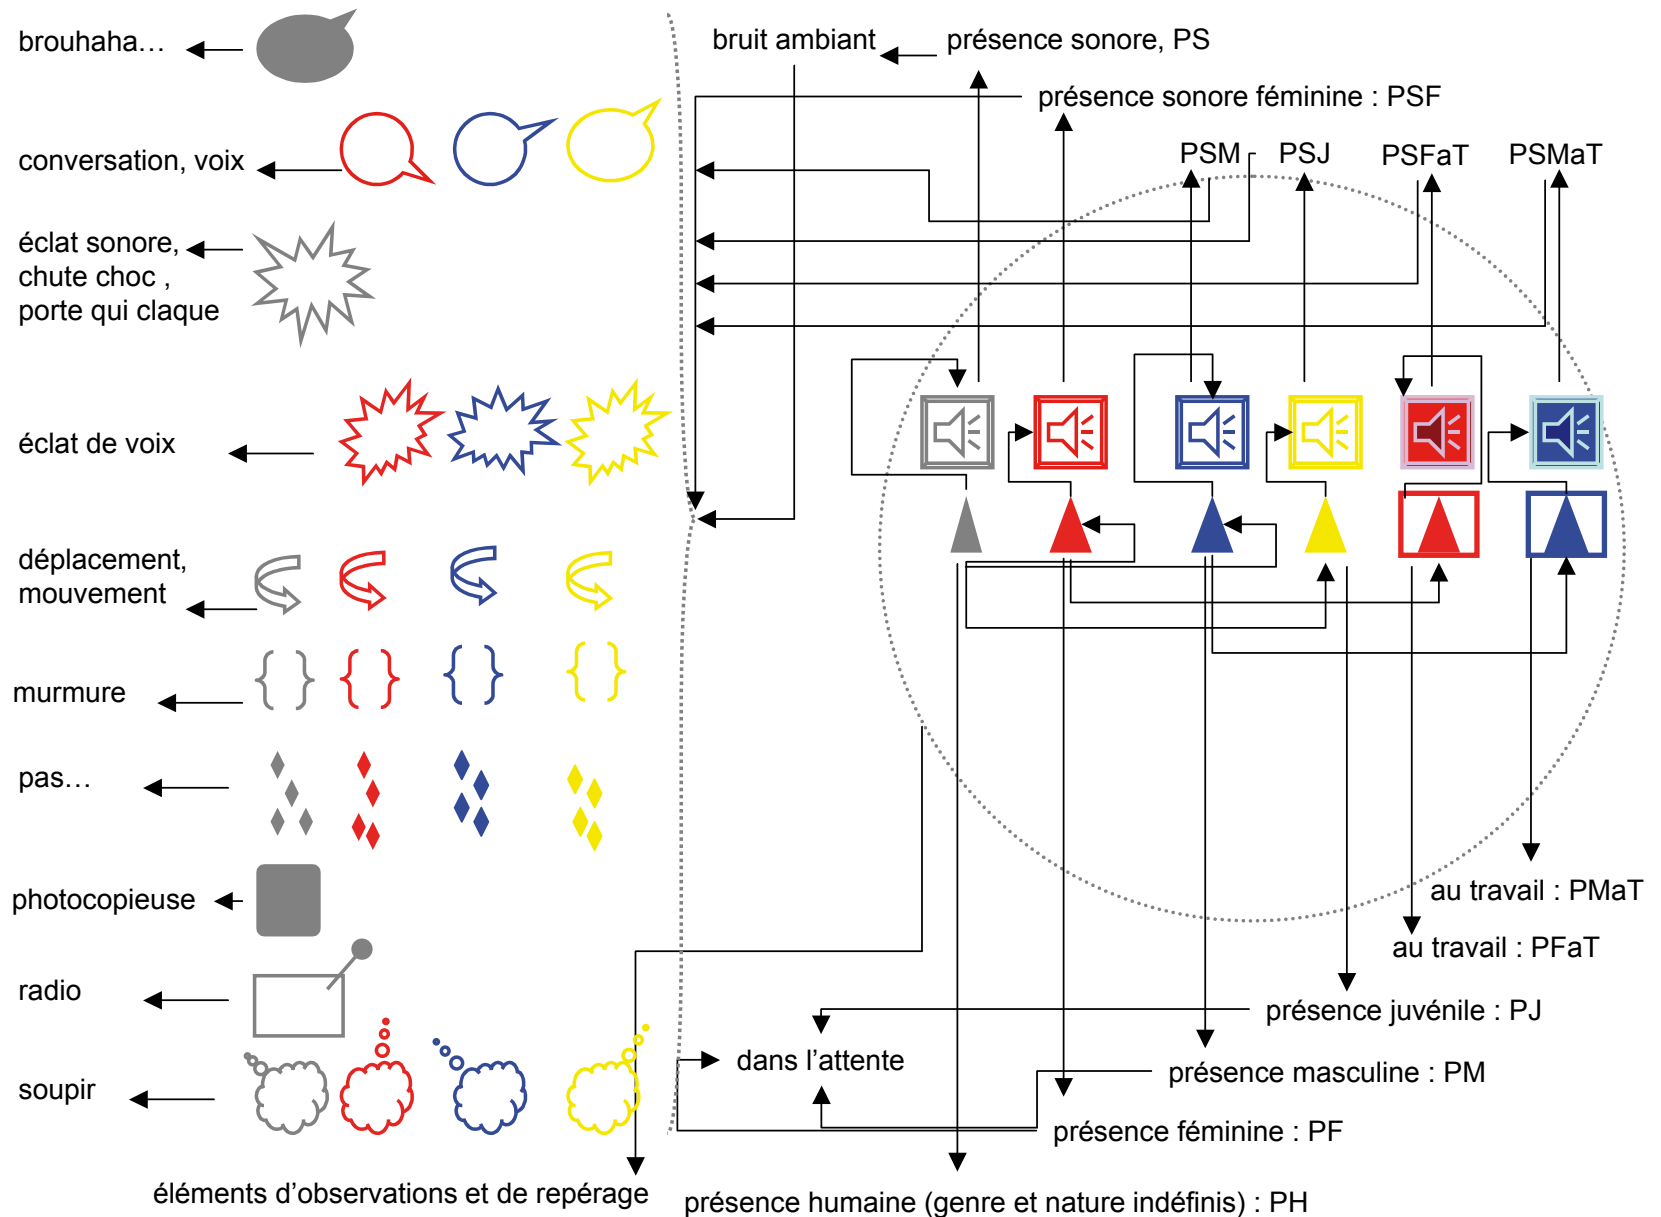 brouhaha…
bruit ambiant
présence sonore, PS
présence sonore féminine : PSF
conversation, voix
PSM
PSJ
PSFaT
PSMaT
éclat sonore,
chute choc ,
porte qui claque
éclat de voix
déplacement,
mouvement
murmure
pas…
photocopieuse
au travail : PMaT
au travail : PFaT
radio
présence juvénile : PJ
dans l’attente
présence masculine : PM
soupir
présence féminine : PF
éléments d’observations et de repérage
présence humaine (genre et nature indéfinis) : PH